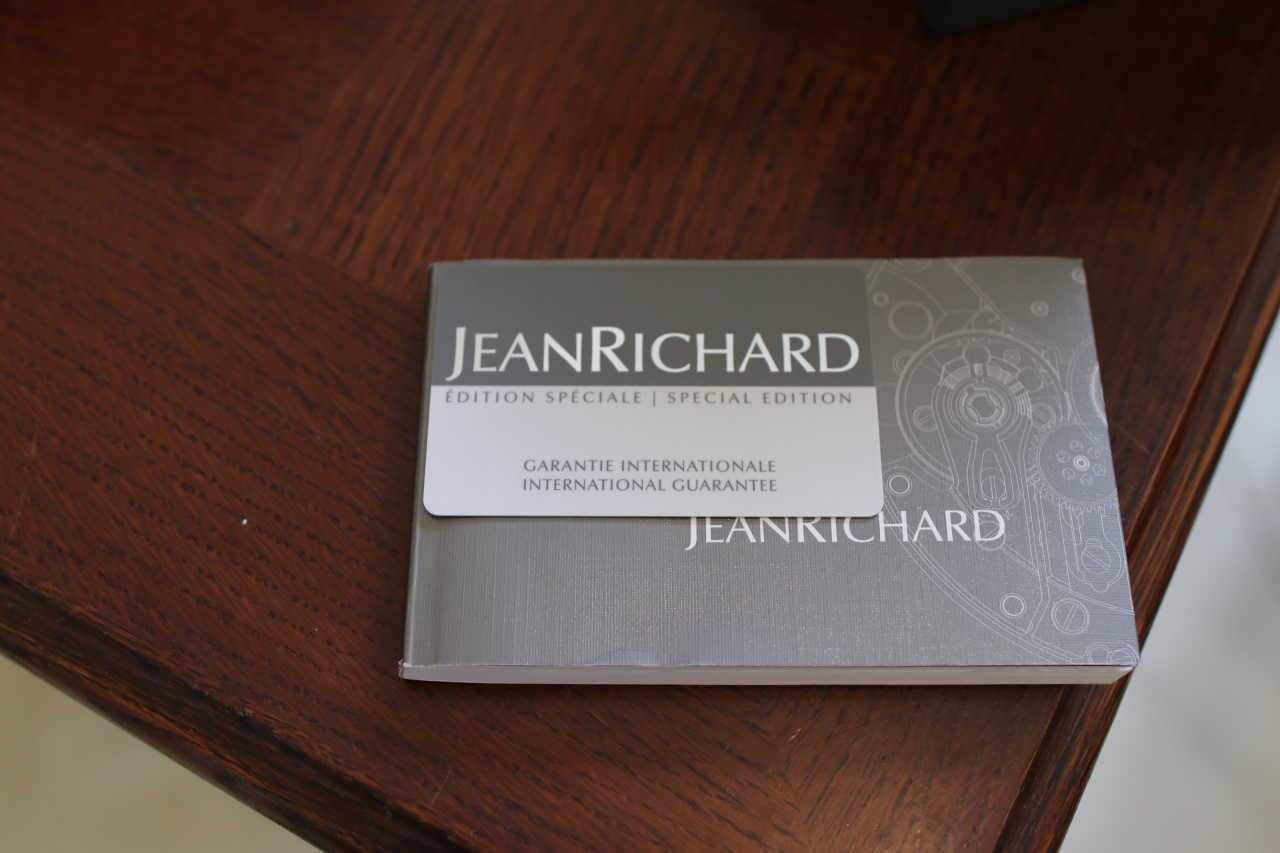 JEANRICHARD
ÉDITION SPÉCIALE | SPECIAL EDITION
GARANTIE INTERNATIONALE
INTERNATIONAL GUARANTEE
JEANRICHARD